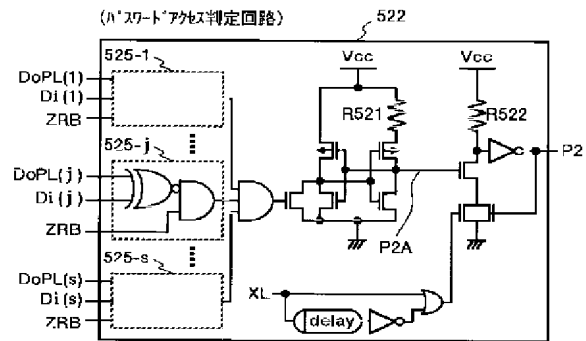 (ﾊﾟｽﾜｰﾄﾞｱｸｾｽ判定回路)
522
525-1
DoPL(1)
Di(1)
ZRB
525-j
DoPL(j)
Di(j)
ZRB
525-s
DoPL(s)
Di(s)
ZRB
Vcc
R521
Vcc
R522
P2
P2A
XL
delay